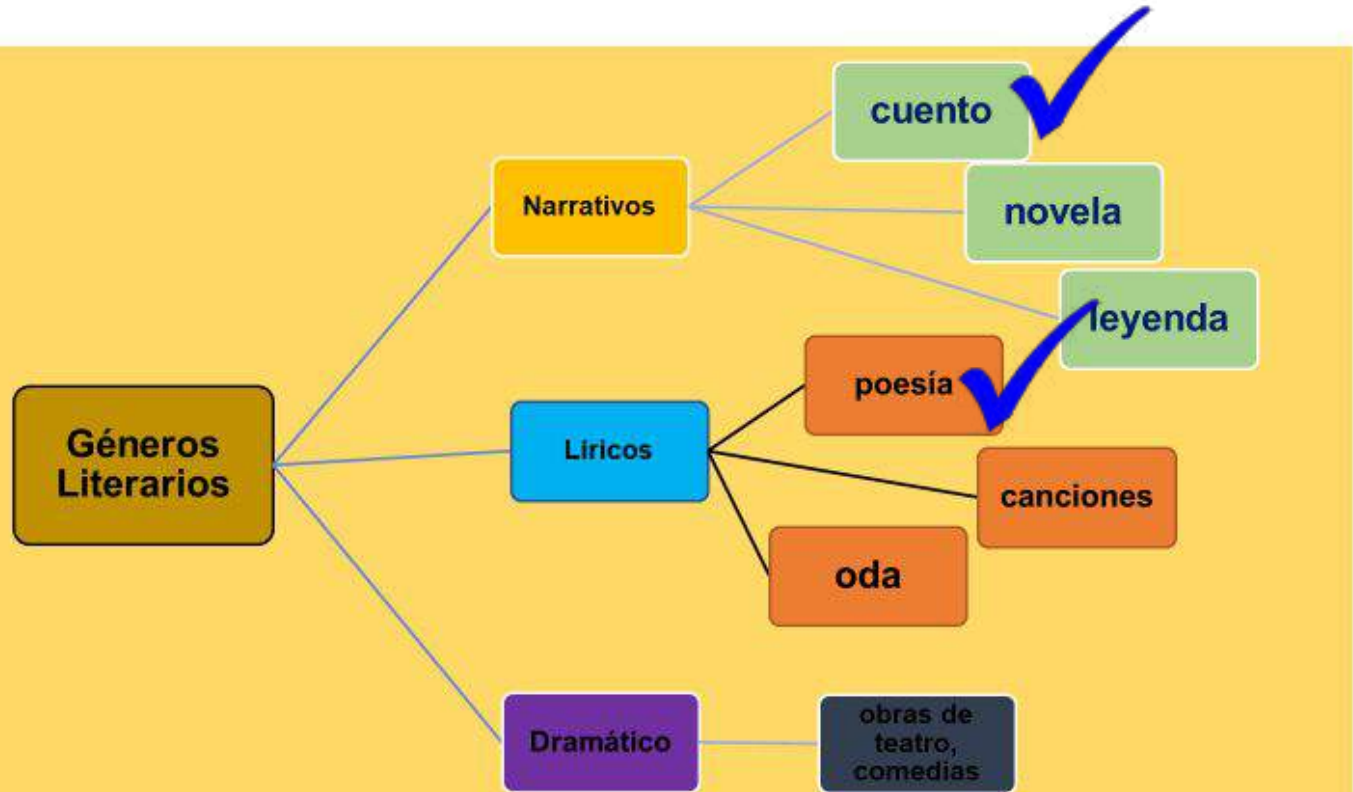 cuento
Narrativos
novela
leyenda
poesía
Géneros
Literarios
Liricos
canciones
oda
Dramático
obras de
teatro,
comedias